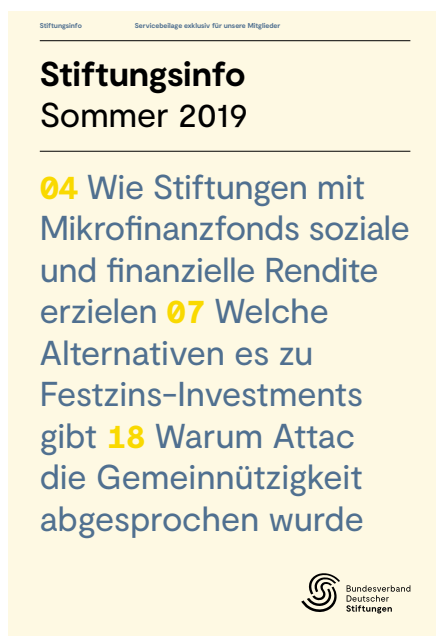 Stiftungsinfo Servicebeilage exklusiv für unsere Mitglieder
Stiftungsinfo
Sommer 2019
04 Wie Stiftungen mit
Mikrofinanzfonds soziale
und finanzielle Rendite
erzielen 07 Welche
Alternativen es zu
Festzins-Investments
gibt 18 Warum Attac
die Gemeinnützigkeit
abgesprochen wurde
Bundesverband
Deutscher
Stiftungen